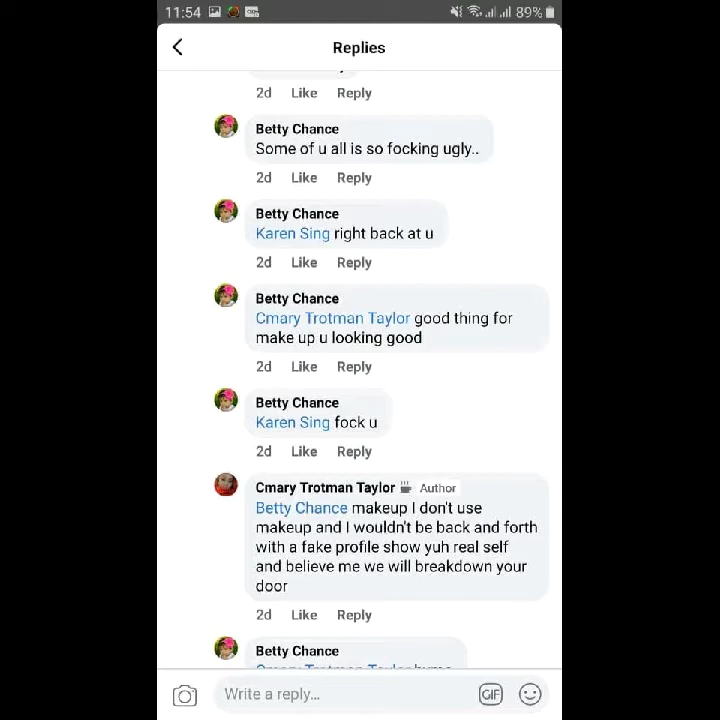 11:54 89%
Replies
2d Like Reply
Betty Chance
Some of u all is so focking ugly..
2d Like Reply
Betty Chance
Karen Sing right back at u
2d Like Reply
Betty Chance
Cmary Trotman Taylor good thing for
make up u looking good
2d Like Reply
Betty Chance
Karen Sing fock u
2d Like Reply
Cmary Trotman Taylor Author
Betty Chance makeup I don't use
makeup and I wouldn't be back and forth
with a fake profile show yuh real self
and believe me we will breakdown your
door
2d Like Reply
Betty Chance
Cmary Trotman Taylor
Write a reply...
GIF